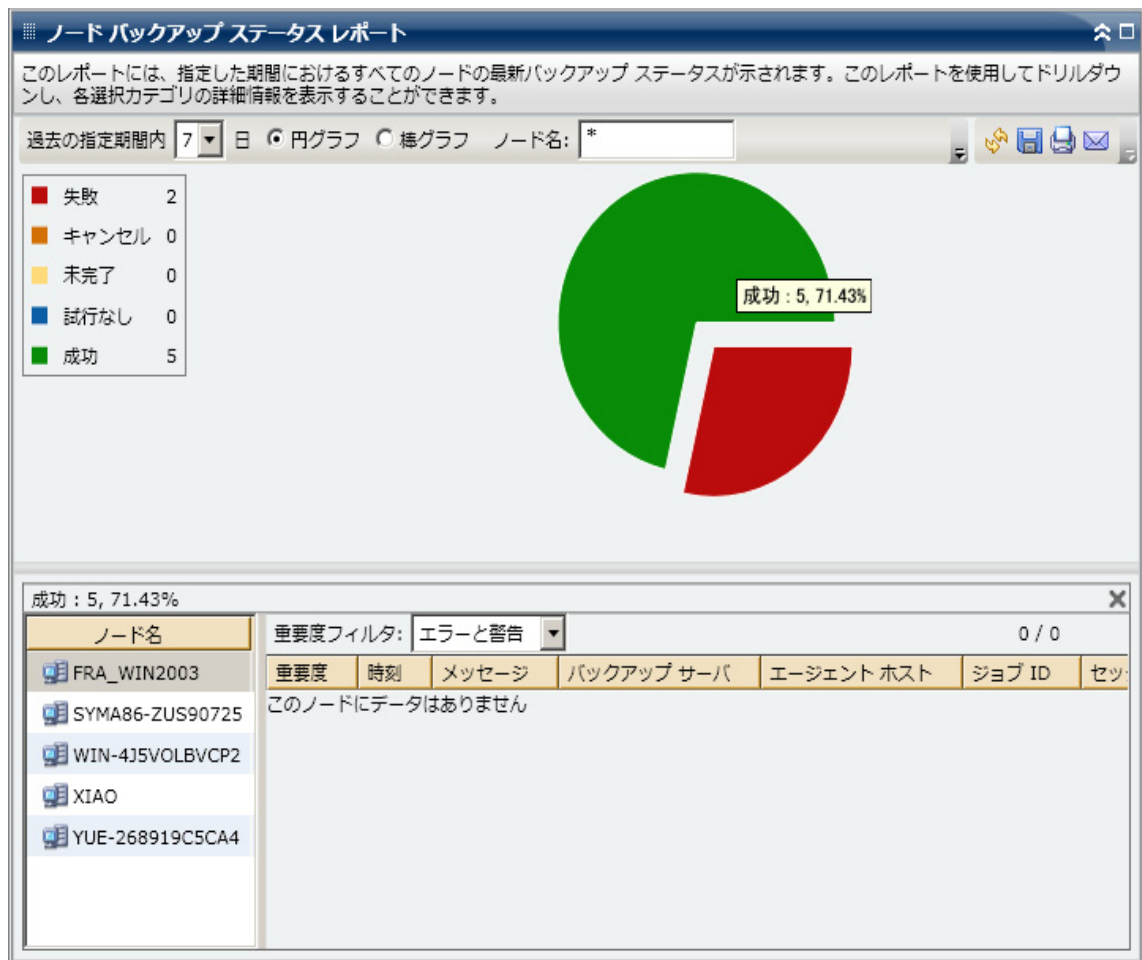 ノード バックアップ ステータス レポート
このレポートには、指定した期間におけるすべてのノードの最新バックアップ ステータスが示されます。このレポートを使用してドリルダウ
ンし、各選択カテゴリの詳細情報を表示することができます。
過去の指定期間内 7 日 円グラフ 棒グラフ ノード名: *
失敗 2
キャンセル 0
未完了 0
試行なし 0
成功 5
成功 : 5, 71.43%
成功 : 5, 71.43%
ノード名 重要度フィルタ: エラーと警告 0 / 0
重要度 時刻 メッセージ バックアップ サーバ エージェント ホスト ジョブ ID セッ
FRA_WIN2003
このノードにデータはありません
SYMA86-ZUS90725
WIN-4J5VOLBVCP2
XIAO
YUE-268919C5CA4